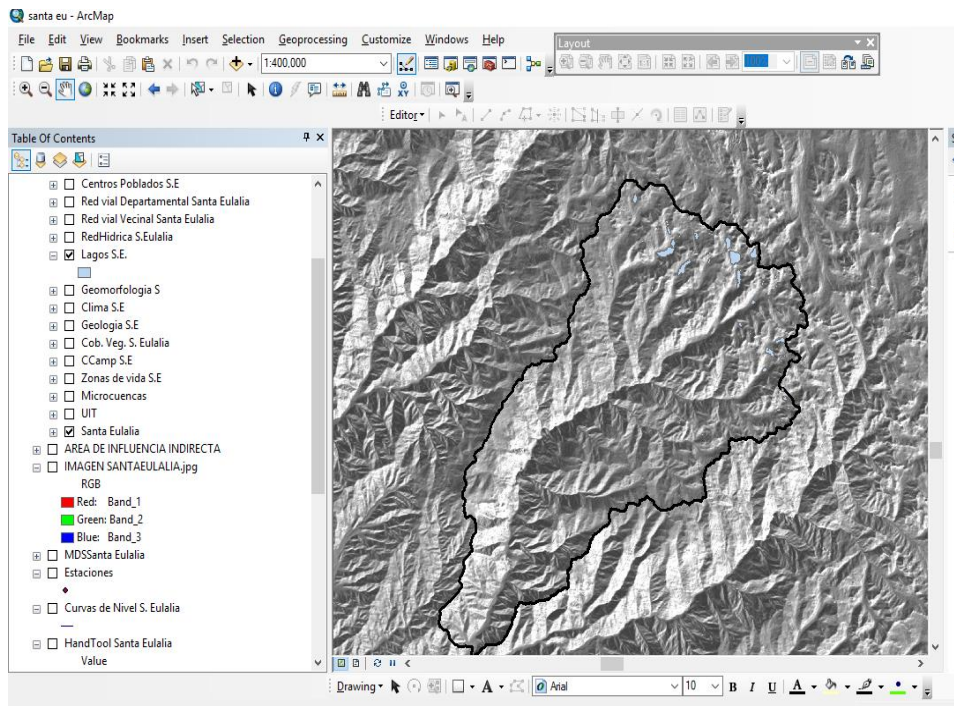 santa eu - ArcMap
File Edit View Bookmarks Insert Selection Geoprocessing Customize Windows Help
Layout
1:400,000
Editor
Table Of Contents
Centros Poblados S.E
Red vial Departamental Santa Eulalia
Red vial Vecinal Santa Eulalia
RedHidrica S.Eulalia
Lagos S.E.
Geomorfologia S
Clima S.E
Geologia S.E
Cob. Veg. S. Eulalia
CCamp S.E
Zonas de vida S.E
Microcuencas
UIT
Santa Eulalia
AREA DE INFLUENCIA INDIRECTA
IMAGEN SANTAEULALIA.jpg
RGB
Red: Band_1
Green: Band_2
Blue: Band_3
MDSSanta Eulalia
Estaciones
Curvas de Nivel S. Eulalia
HandTool Santa Eulalia
Value
Drawing A Arial 10 B I U A